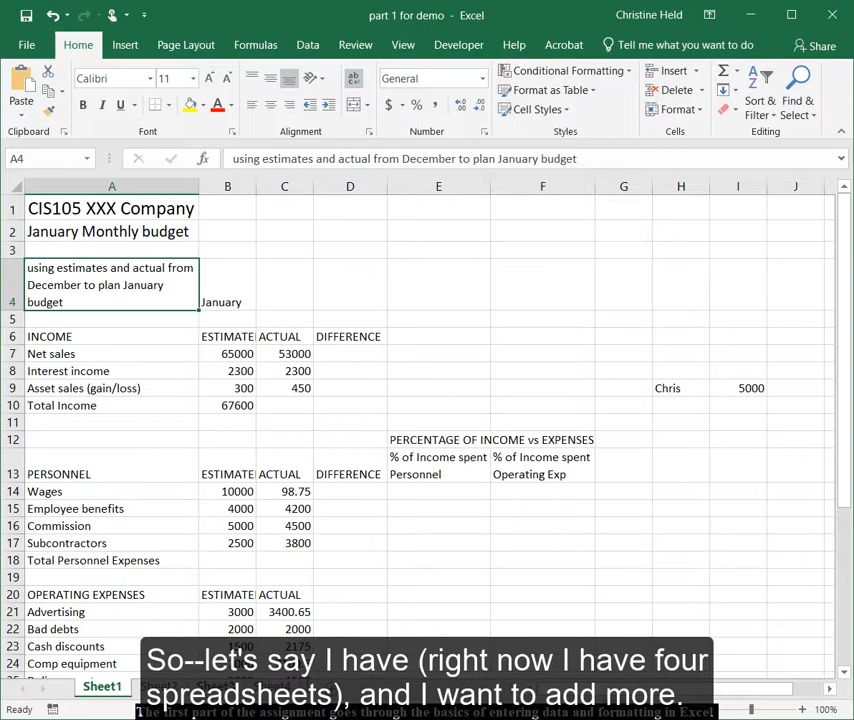 part 1 for demo - Excel
Christine Held
File Home Insert Page Layout Formulas Data Review View Developer Help Acrobat Tell me what you want to do Share
Paste
Calibri 11
B I U
General
$ % ,
Conditional Formatting
Format as Table
Cell Styles
Insert
Delete
Format
Sort & Filter
Find & Select
Clipboard Font Alignment Number Styles Cells Editing
A4 fx using estimates and actual from December to plan January budget
A B C D E F G H I J
1 CIS105 XXX Company
2 January Monthly budget
3
using estimates and actual from
December to plan January
4 budget January
5
6 INCOME ESTIMATE ACTUAL DIFFERENCE
7 Net sales 65000 53000
8 Interest income 2300 2300
9 Asset sales (gain/loss) 300 450 Chris 5000
10 Total Income 67600
11
12 PERCENTAGE OF INCOME vs EXPENSES
% of Income spent % of Income spent
13 PERSONNEL ESTIMATE ACTUAL DIFFERENCE Personnel Operating Exp
14 Wages 10000 98.75
15 Employee benefits 4000 4200
16 Commission 5000 4500
17 Subcontractors 2500 3800
18 Total Personnel Expenses
19
20 OPERATING EXPENSES ESTIMATE ACTUAL
21 Advertising 3000 3400.65
22 Bad debts 2000 2000
23 Cash discounts 1500 2175
24 Comp equipment
So--let's say I have (right now I have four
spreadsheets), and I want to add more.
Sheet1
The first part of the assignment goes through the basics of entering data and formatting in Excel
Ready 100%